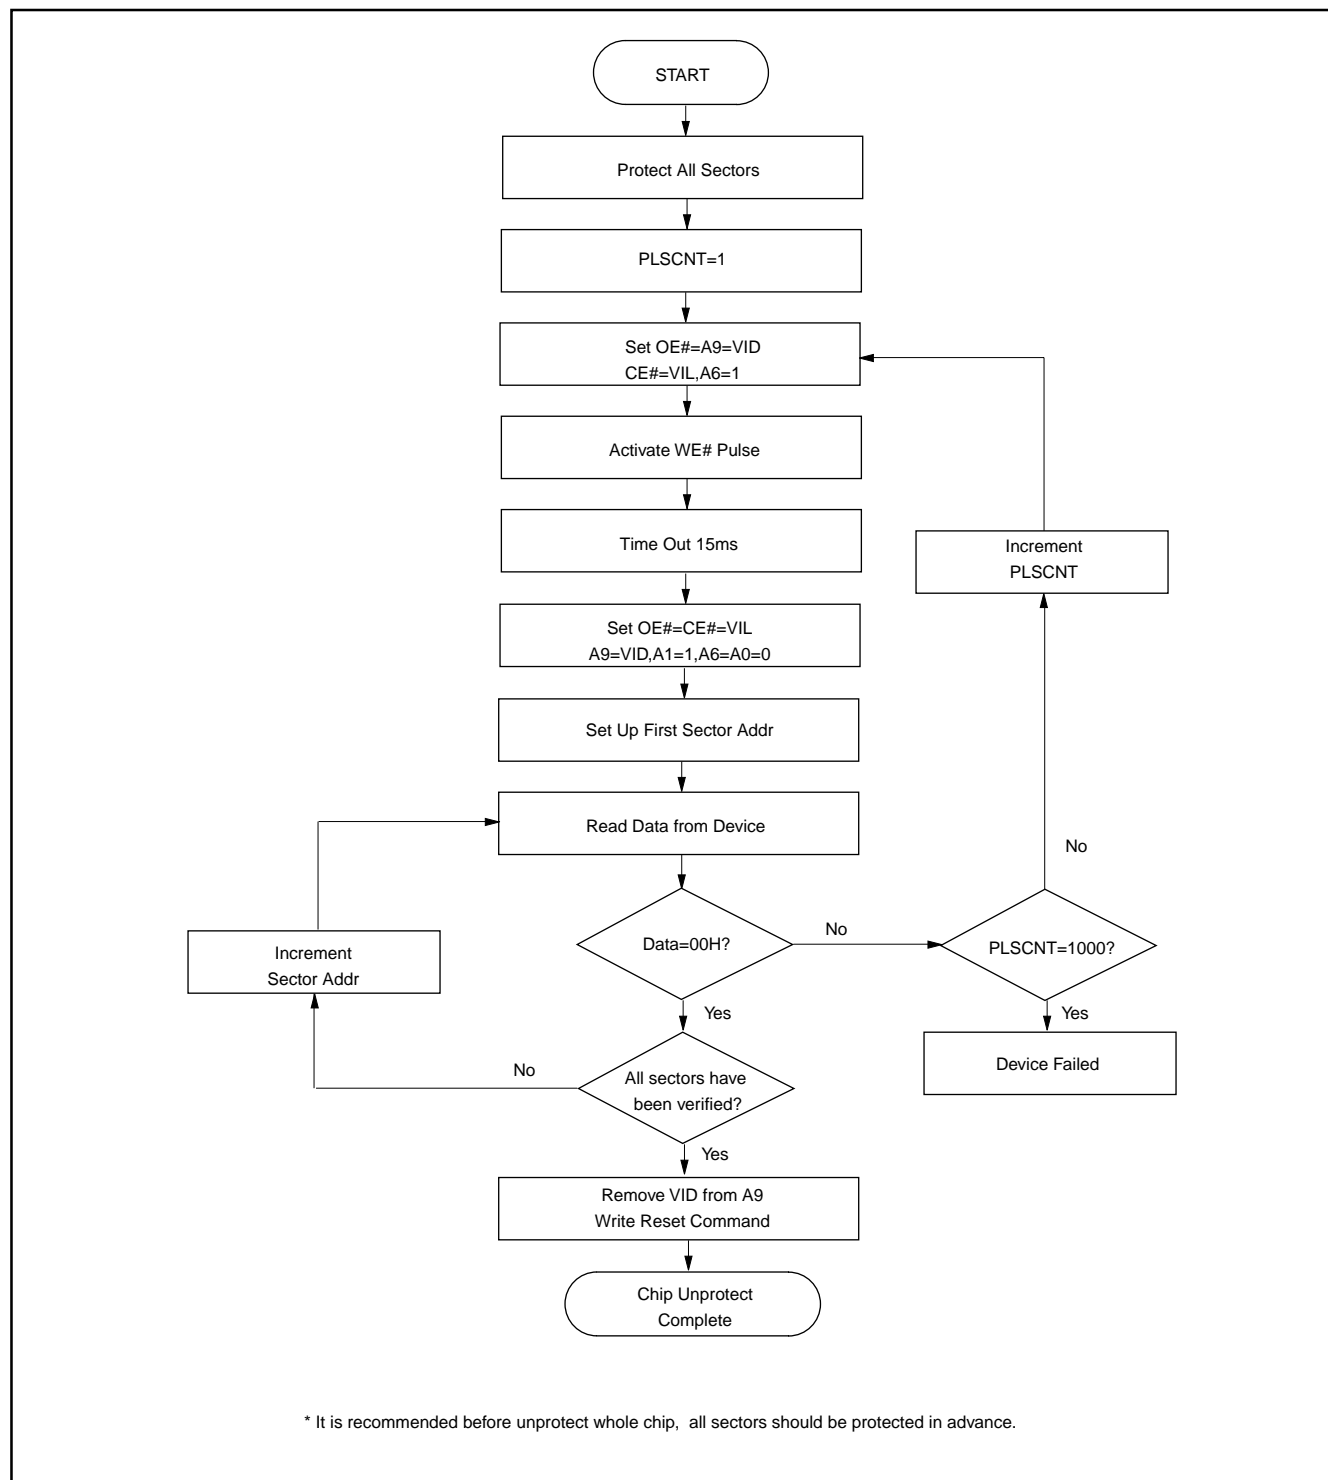 START
Protect All Sectors
PLSCNT=1
Set OE#=A9=VID
CE#=VIL,A6=1
Activate WE# Pulse
Time Out 15ms
Increment
PLSCNT
Set OE#=CE#=VIL
A9=VID,A1=1,A6=A0=0
Set Up First Sector Addr
Read Data from Device
No
Data=00H?
No
PLSCNT=1000?
Increment
Sector Addr
Yes
Yes
Device Failed
No
All sectors have
been verified?
Yes
Remove VID from A9
Write Reset Command
Chip Unprotect
Complete
* It is recommended before unprotect whole chip, all sectors should be protected in advance.